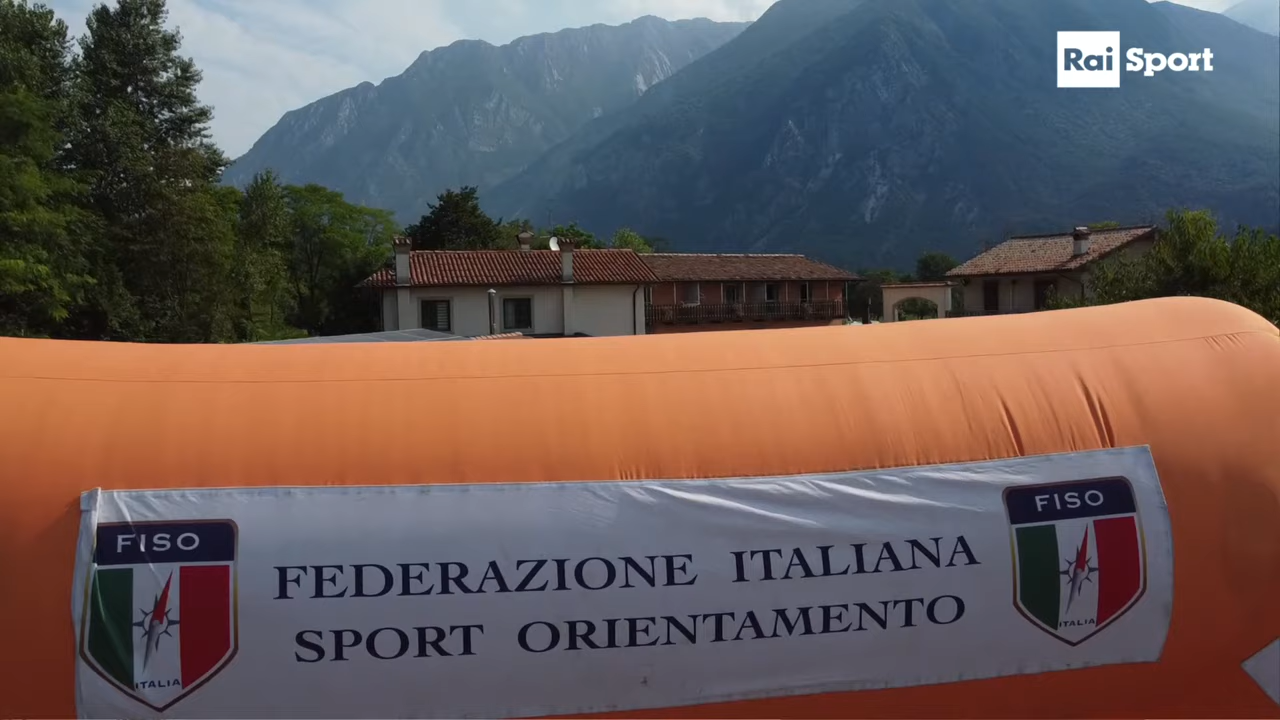 Rai Sport
FISO
FISO
FEDERAZIONE ITALIANA
SPORT ORIENTAMENTO
ITALIA
ITALIA